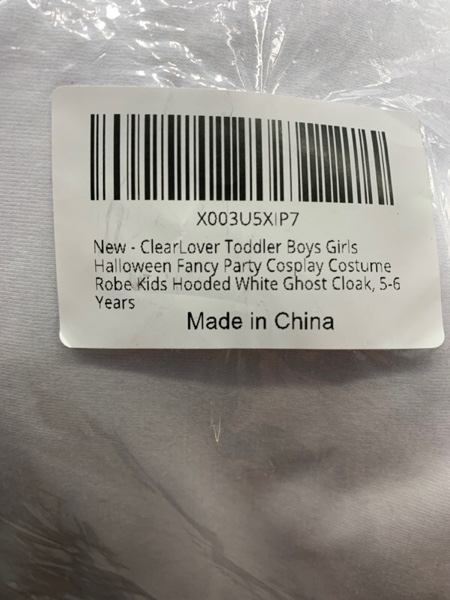 X003U5XIP7
New - ClearLover Toddler Boys Girls
Halloween Fancy Party Cosplay Costume
Robe Kids Hooded White Ghost Cloak, 5-6
Years
Made in China